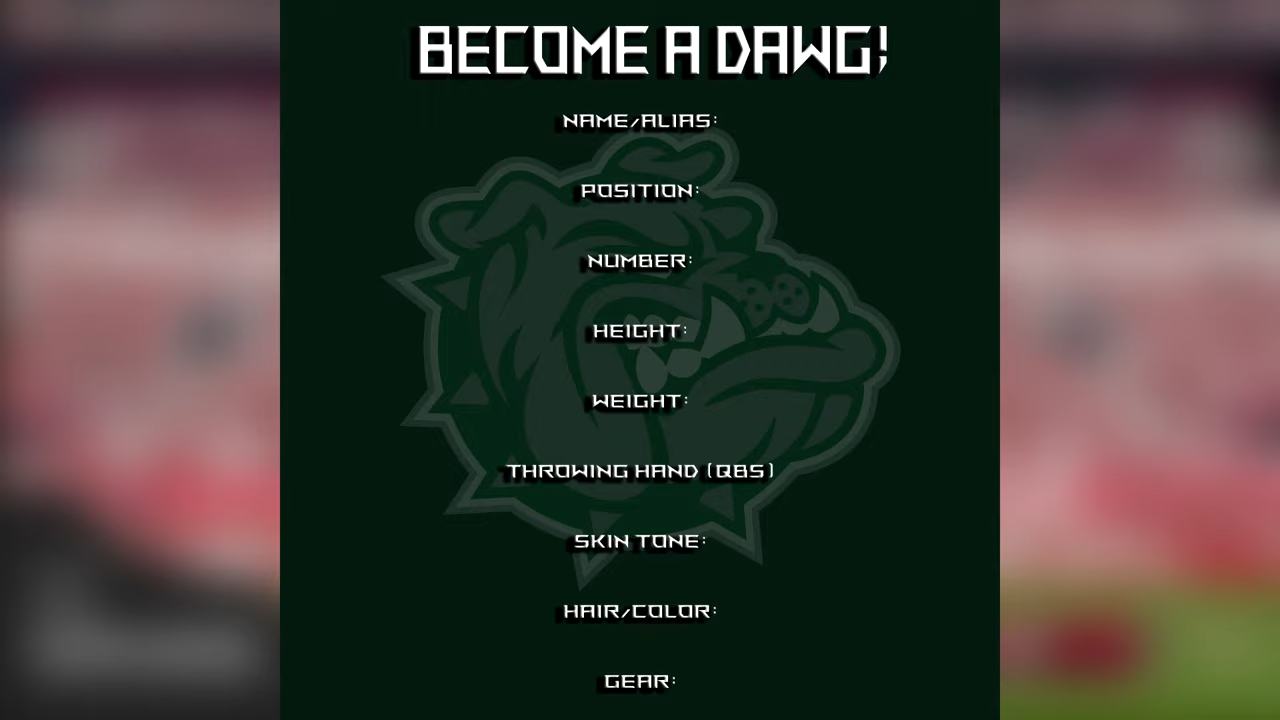 BECOME A DAWG!
NAME/ALIAS:
POSITION:
NUMBER:
HEIGHT:
WEIGHT:
THROWING HAND (QBS)
SKIN TONE:
HAIR/COLOR:
GEAR: